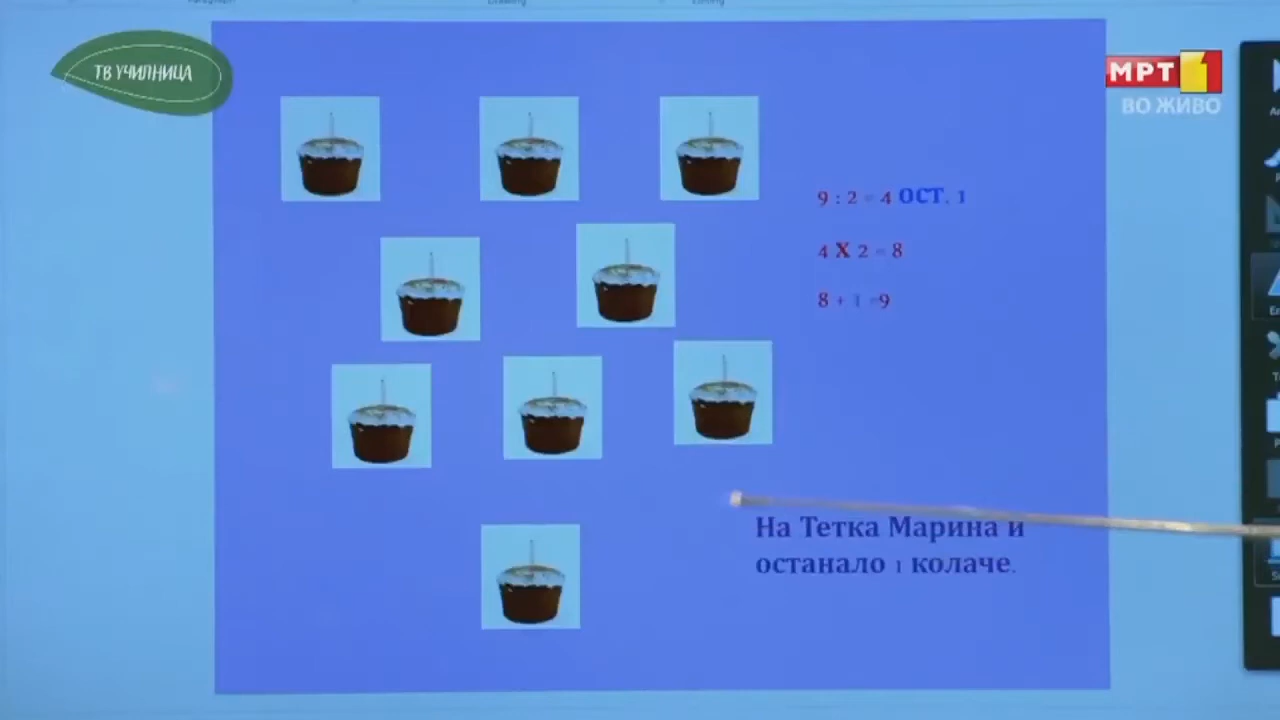 ТВ УЧИЛНИЦА
МРТ 1
ВО ЖИВО
9 : 2 = 4 ОСТ. 1
4 X 2 = 8
8 + 1 =9
На Тетка Марина и
останало 1 колаче.